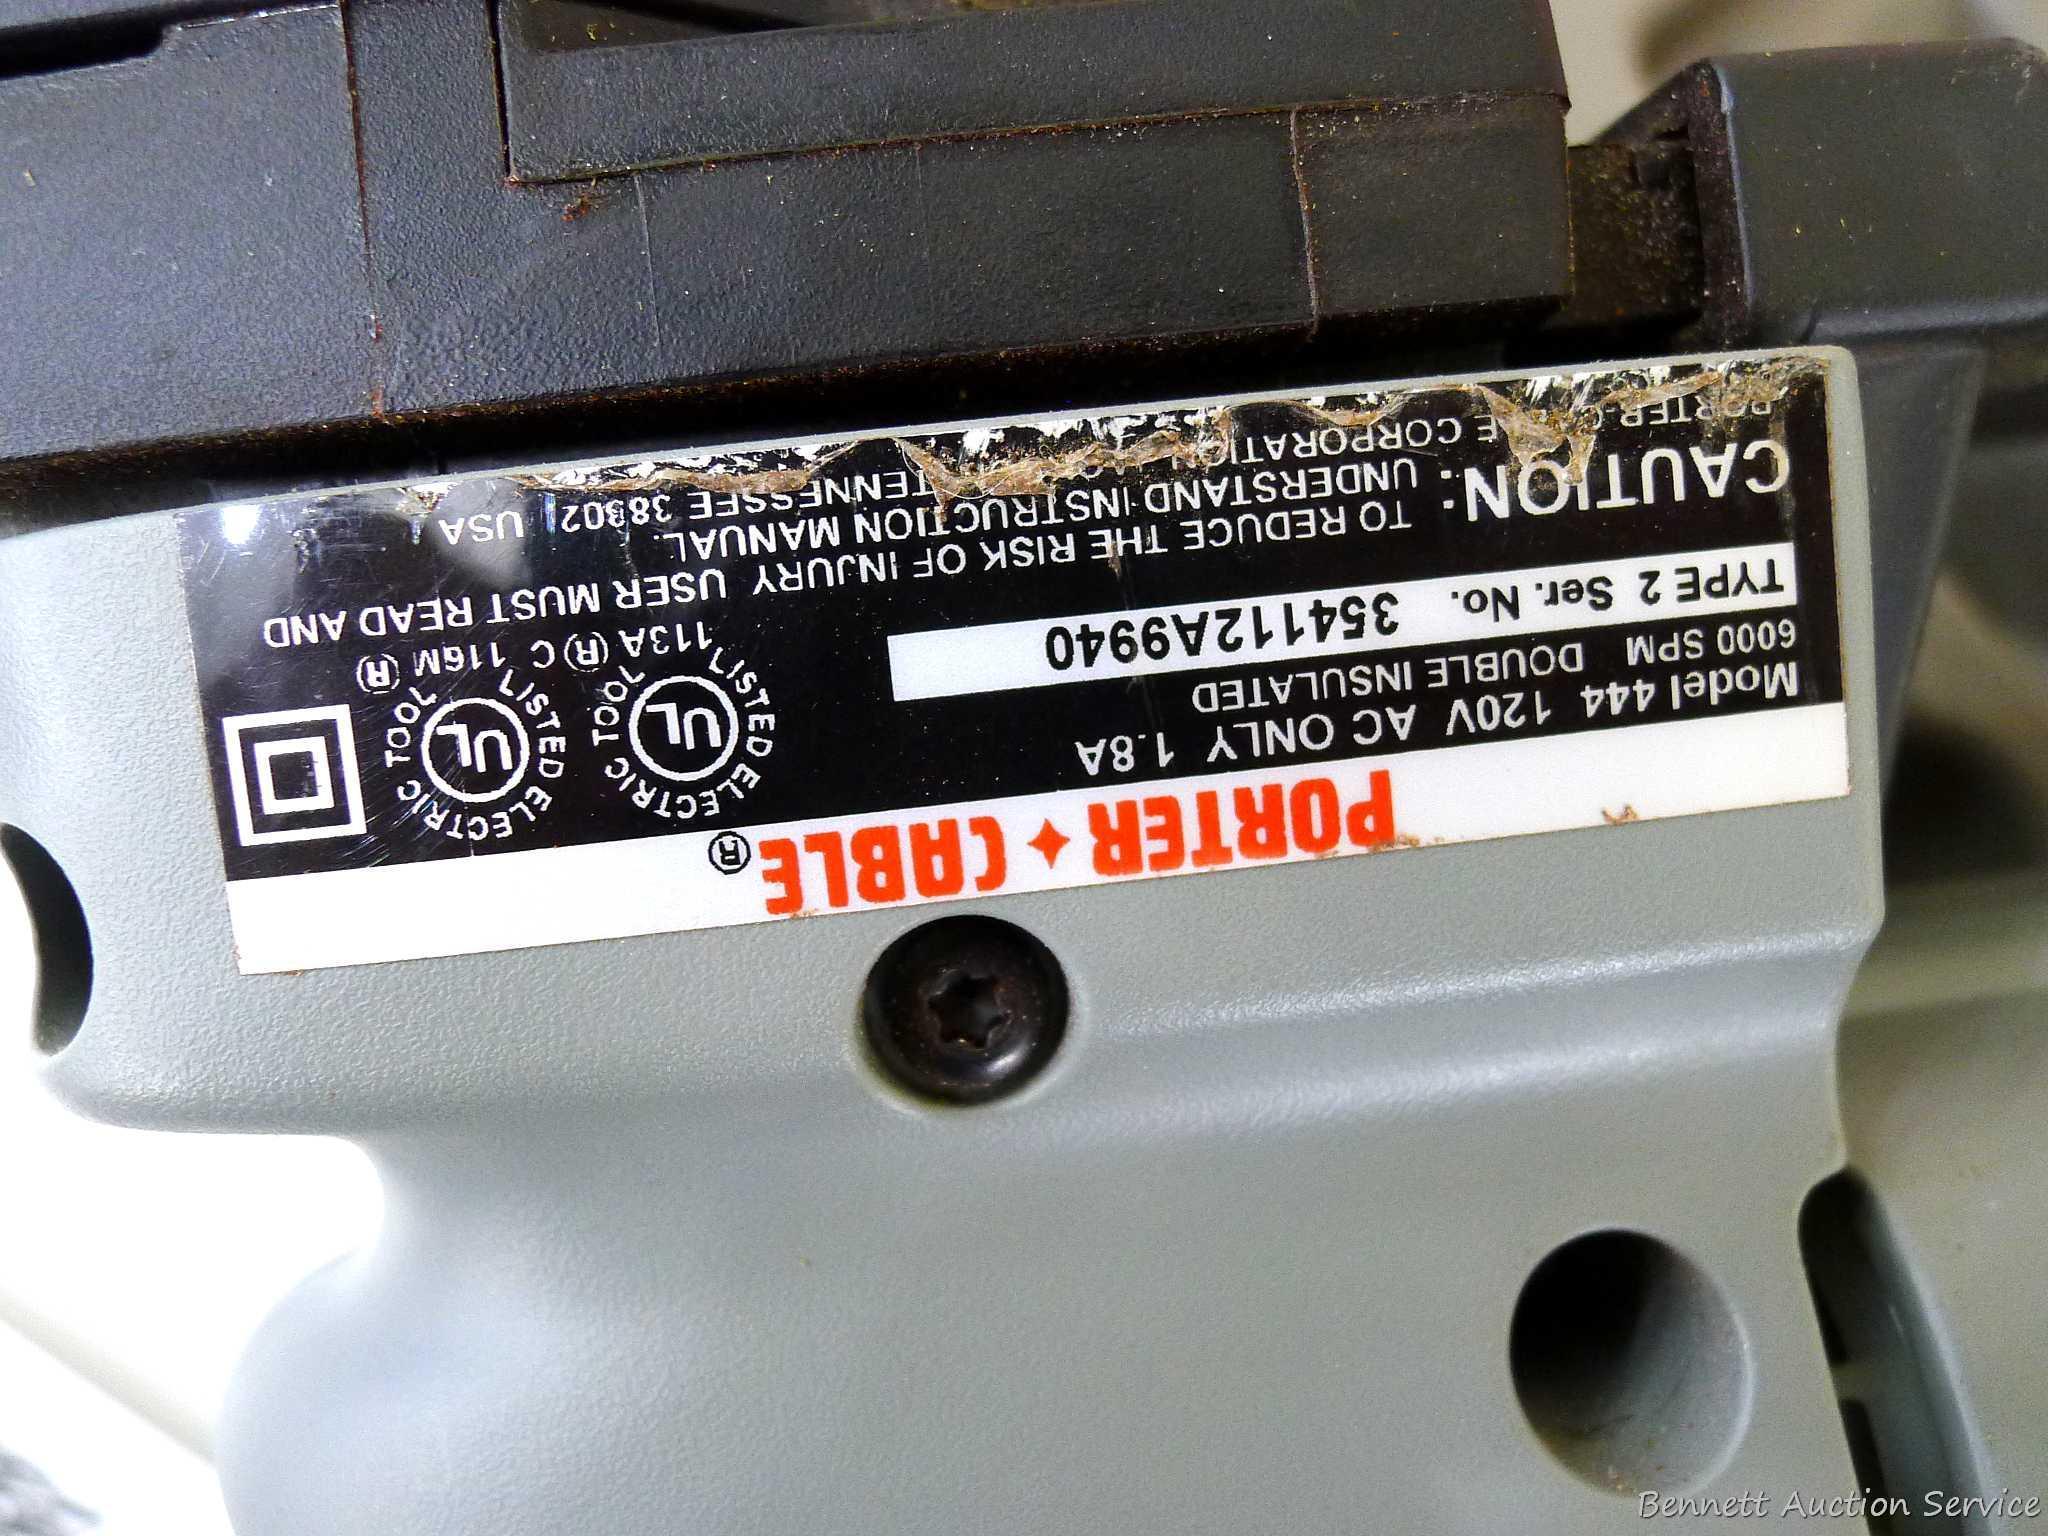 PORTER CABLE®
Model 444 120V AC ONLY 1.8A
6000 SPM DOUBLE INSULATED
TYPE 2 Ser. No. 354112A9940
LISTED ELECTRIC TOOL
UL
113A (R) C 116M (R)
LISTED ELECTRIC TOOL
UL
CAUTION: TO REDUCE THE RISK OF INJURY USER MUST READ AND
UNDERSTAND INSTRUCTION MANUAL.
CORPORATION TENNESSEE 38302 USA
Bennett Auction Service